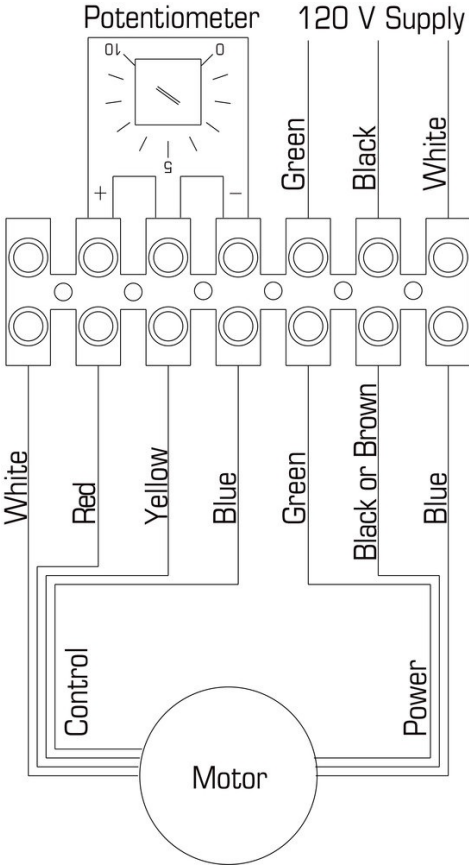 Potentiometer
120 V Supply
10
0
5
+
-
Green
Black
White
White
Red
Yellow
Blue
Green
Black or Brown
Blue
Control
Power
Motor